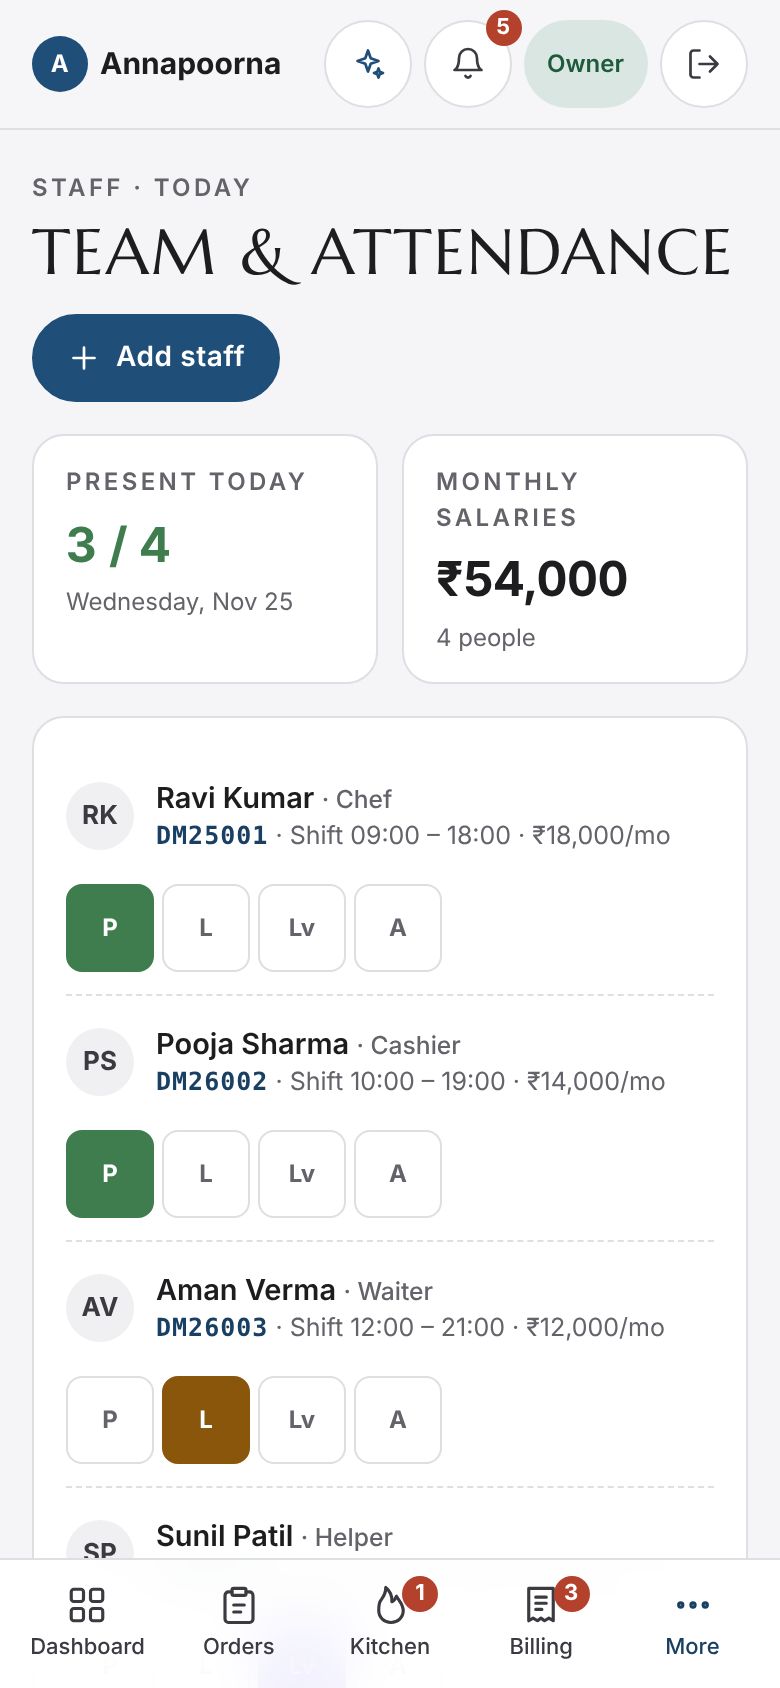 A Annapoorna 5 Owner
STAFF · TODAY
TEAM & ATTENDANCE
+ Add staff
PRESENT TODAY
3 / 4
Wednesday, Nov 25
MONTHLY
SALARIES
₹54,000
4 people
RK Ravi Kumar · Chef
DM25001 · Shift 09:00 – 18:00 · ₹18,000/mo
P L Lv A
PS Pooja Sharma · Cashier
DM26002 · Shift 10:00 – 19:00 · ₹14,000/mo
P L Lv A
AV Aman Verma · Waiter
DM26003 · Shift 12:00 – 21:00 · ₹12,000/mo
P L Lv A
SP Sunil Patil · Helper
1 3
Dashboard Orders Kitchen Billing More